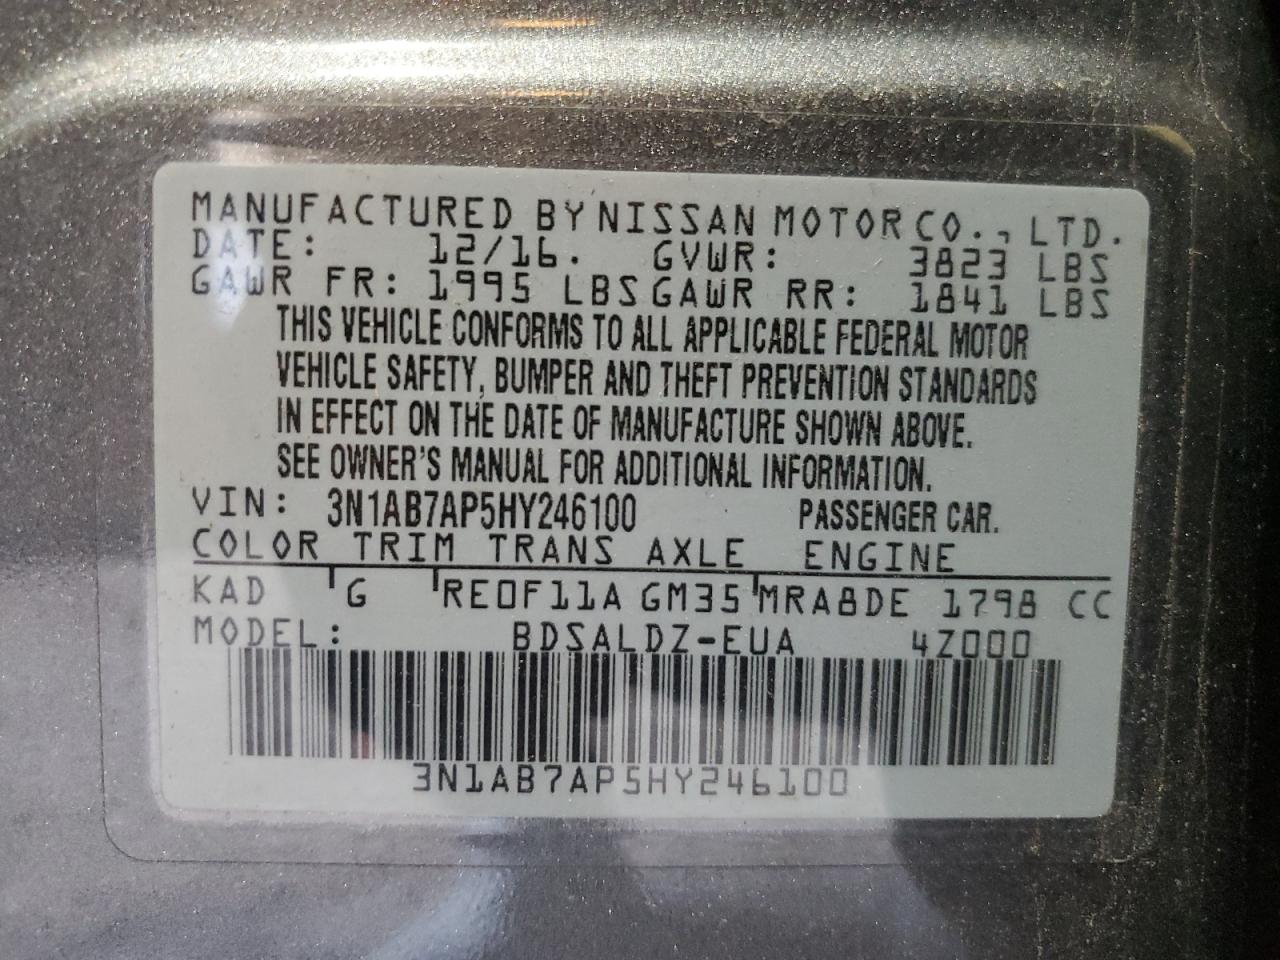 MANUFACTURED BY NISSAN MOTOR CO., LTD.
DATE: 12/16. GVWR: 3823 LBS
GAWR FR: 1995 LBS GAWR RR: 1841 LBS
THIS VEHICLE CONFORMS TO ALL APPLICABLE FEDERAL MOTOR
VEHICLE SAFETY, BUMPER AND THEFT PREVENTION STANDARDS
IN EFFECT ON THE DATE OF MANUFACTURE SHOWN ABOVE.
SEE OWNER'S MANUAL FOR ADDITIONAL INFORMATION.
VIN: 3N1AB7AP5HY246100 PASSENGER CAR.
COLOR TRIM TRANS AXLE ENGINE
KAD G RE0F11A GM35 MRA8DE 1798 CC
MODEL: BDSALDZ-EUA 4Z000
3N1AB7AP5HY246100